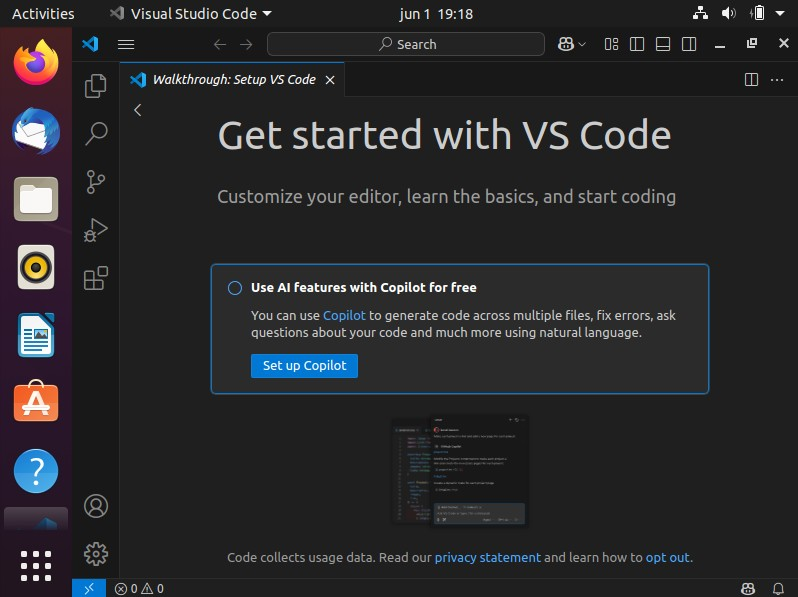 Activities
Visual Studio Code
jun 1 19:18
Search
Walkthrough: Setup VS Code
Get started with VS Code
Customize your editor, learn the basics, and start coding
Use AI features with Copilot for free
You can use Copilot to generate code across multiple files, fix errors, ask
questions about your code and much more using natural language.
Set up Copilot
Code collects usage data. Read our privacy statement and learn how to opt out.
0 0